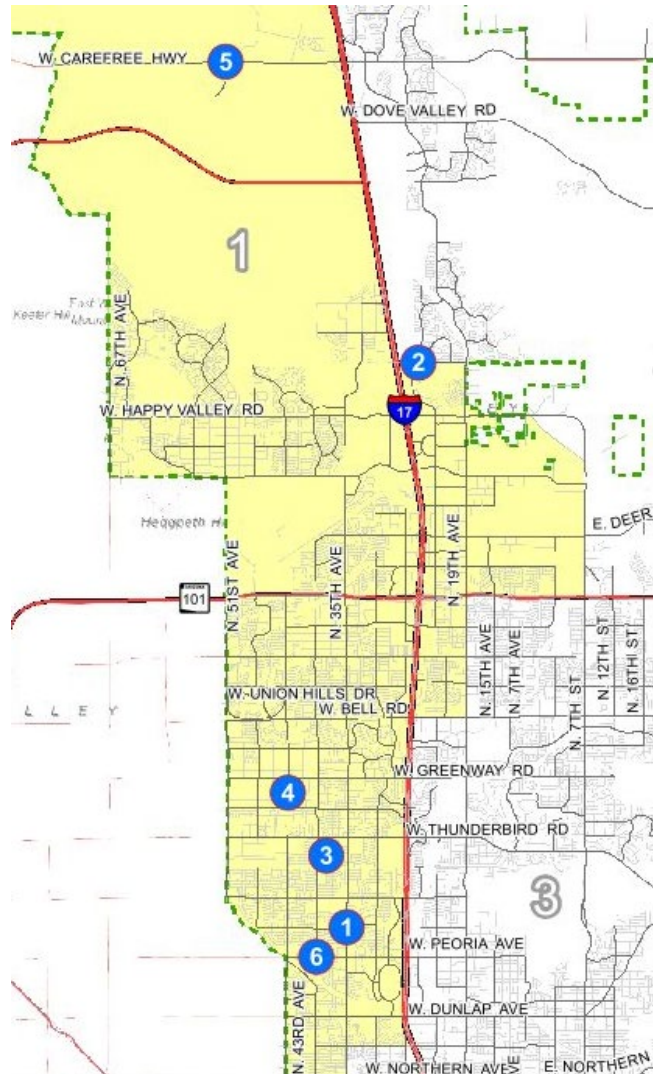 W. CAREFREE HWY
5
W. DOVE VALLEY RD
1
N. 67TH AVE
2
W. HAPPY VALLEY RD
17
E. DEER
N. 51ST AVE
N. 35TH AVE
N. 19TH AVE
101
N. 15TH AVE
N. 7TH AVE
N. 7TH ST
N. 12TH ST
N. 16TH ST
W. UNION HILLS DR
W. BELL RD
L L E Y
W. GREENWAY RD
4
W. THUNDERBIRD RD
3
3
1
W. PEORIA AVE
6
N. 43RD AVE
W. DUNLAP AVE
W. NORTHERN AVE
E. NORTHERN